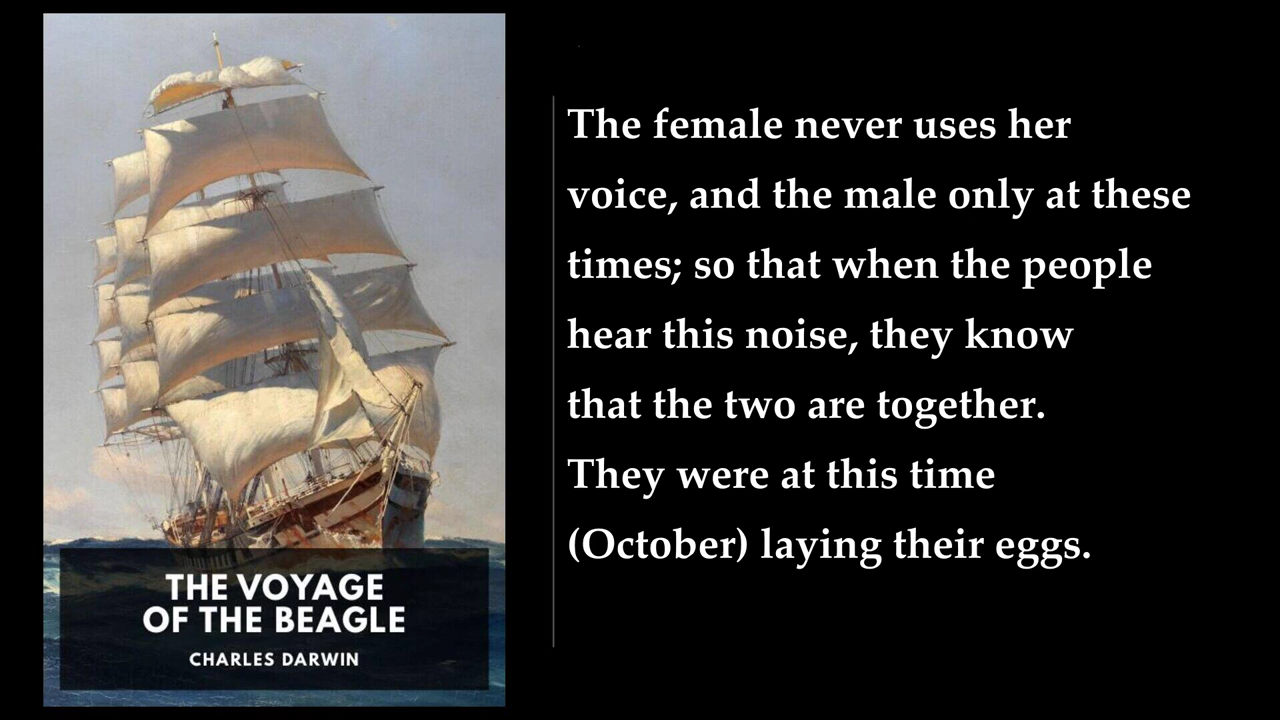 THE VOYAGE
OF THE BEAGLE
CHARLES DARWIN
The female never uses her
voice, and the male only at these
times; so that when the people
hear this noise, they know
that the two are together.
They were at this time
(October) laying their eggs.